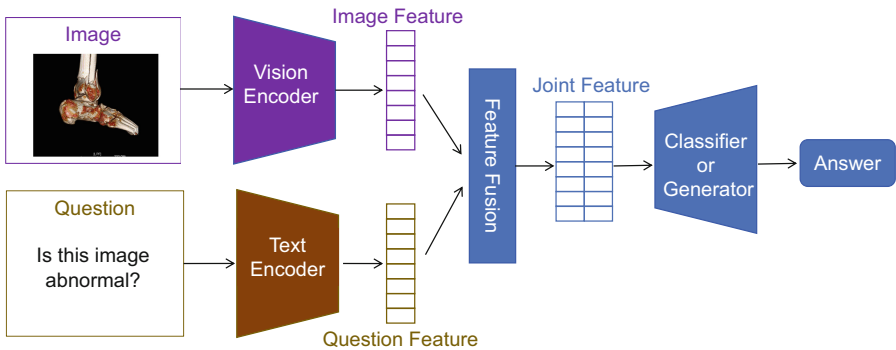 Image
Vision
Encoder
Image Feature
Question
Is this image
abnormal?
Text
Encoder
Question Feature
Feature Fusion
Joint Feature
Classifier
or
Generator
Answer